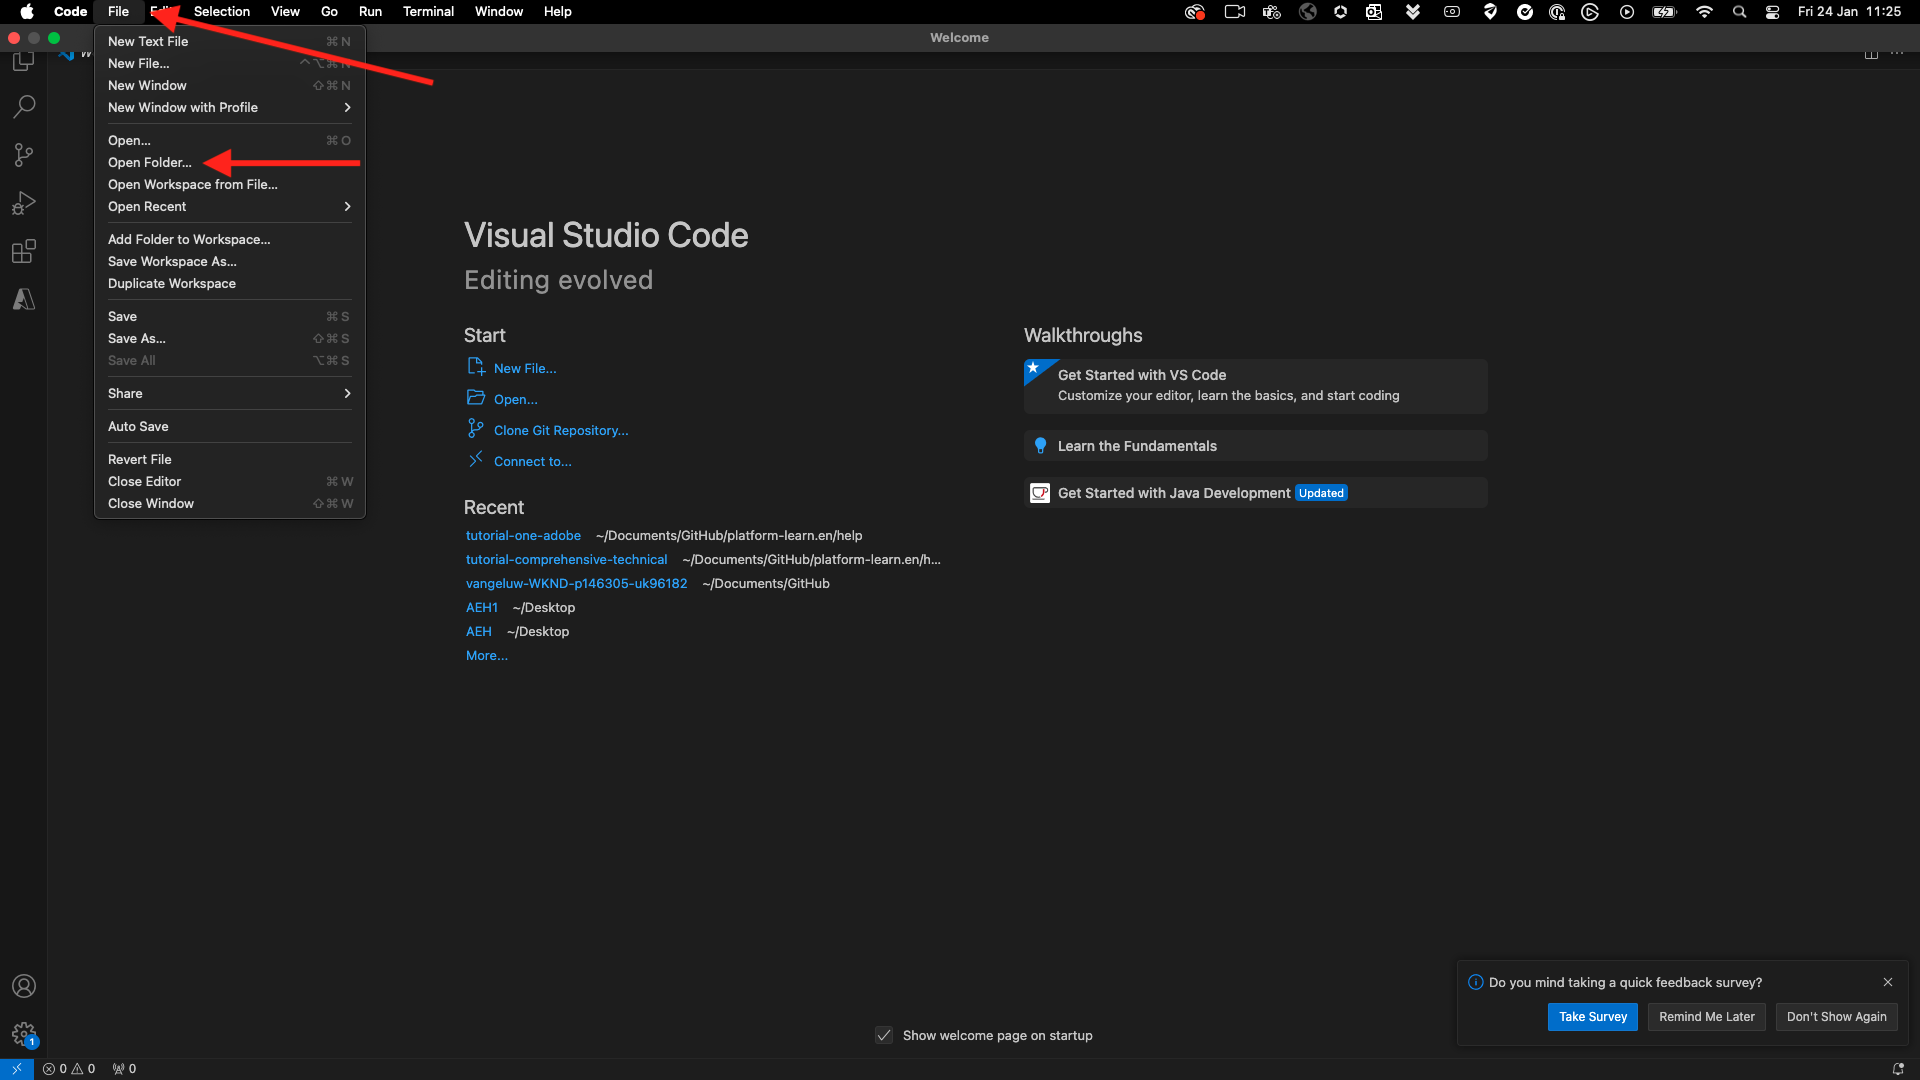 Code File Selection View Go Run Terminal Window Help Fri 24 Jan 11:25
Welcome
New Text File ⌘ N
New File...
New Window ⇧ ⌘ N
New Window with Profile
Open... ⌘ O
Open Folder...
Open Workspace from File...
Open Recent
Add Folder to Workspace...
Save Workspace As...
Duplicate Workspace
Save ⌘ S
Save As... ⇧ ⌘ S
Save All ⌥ ⌘ S
Share
Auto Save
Revert File
Close Editor ⌘ W
Close Window ⇧ ⌘ W
Visual Studio Code
Editing evolved
Start
New File...
Open...
Clone Git Repository...
Connect to...
Recent
tutorial-one-adobe ~/Documents/GitHub/platform-learn.en/help
tutorial-comprehensive-technical ~/Documents/GitHub/platform-learn.en/h...
vangeluw-WKND-p146305-uk96182 ~/Documents/GitHub
AEH1 ~/Desktop
AEH ~/Desktop
More...
Walkthroughs
Get Started with VS Code
Customize your editor, learn the basics, and start coding
Learn the Fundamentals
Get Started with Java Development Updated
Do you mind taking a quick feedback survey?
Take Survey Remind Me Later Don't Show Again
Show welcome page on startup
1
0 0 0